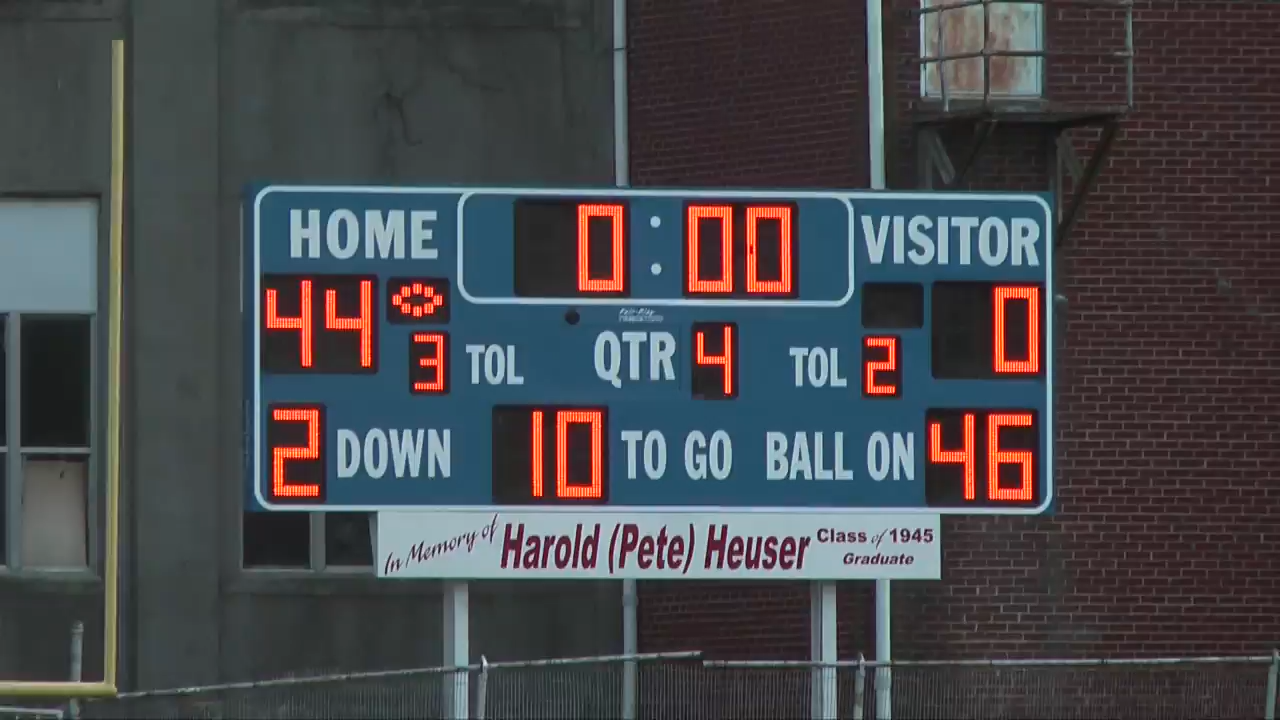 HOME 0:00 VISITOR
44 0
3 TOL QTR 4 TOL 2
2 DOWN 10 TO GO BALL ON 46
In Memory of Harold (Pete) Heuser Class of 1945
Graduate